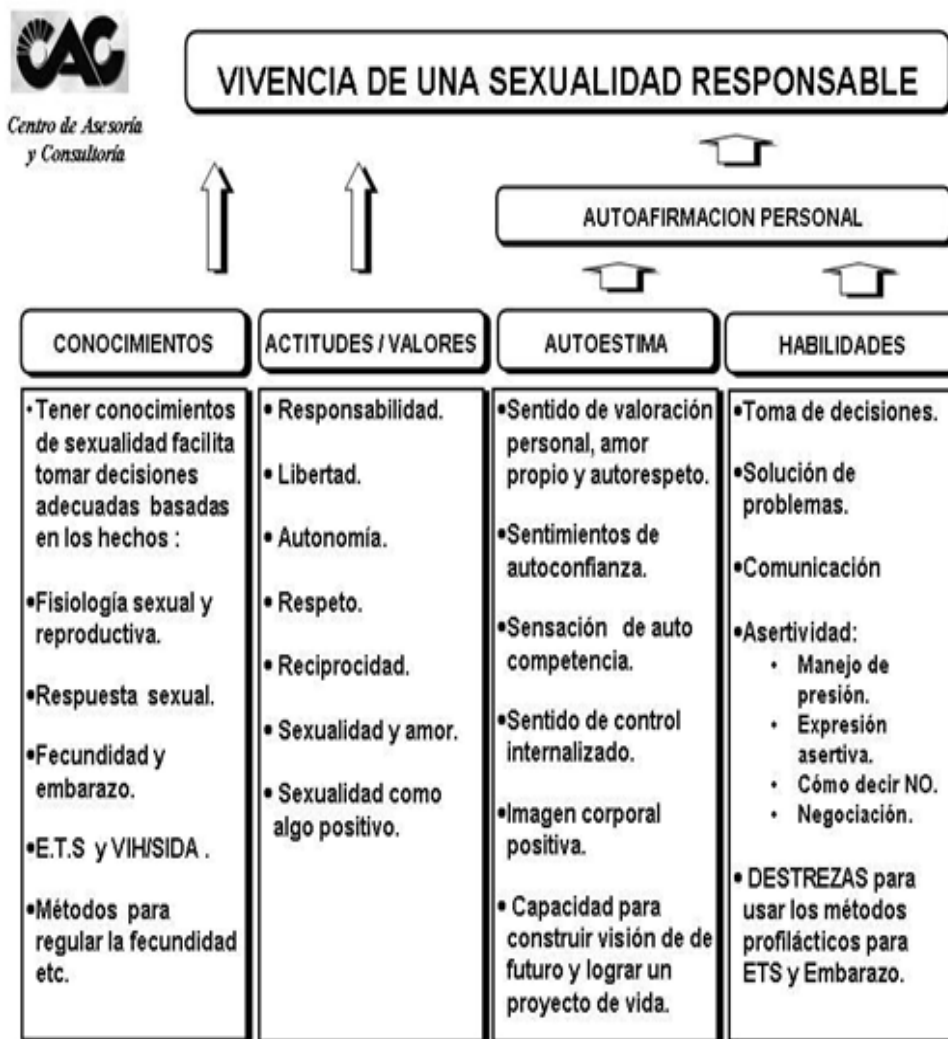 CAC
Centro de Asesoría
y Consultoría
VIVENCIA DE UNA SEXUALIDAD RESPONSABLE
AUTOAFIRMACION PERSONAL
CONOCIMIENTOS
• Tener conocimientos
de sexualidad facilita
tomar decisiones
adecuadas basadas
en los hechos :
•Fisiología sexual y
reproductiva.
•Respuesta sexual.
•Fecundidad y
embarazo.
•E.T.S y VIH/SIDA .
•Métodos para
regular la fecundidad
etc.
ACTITUDES / VALORES
• Responsabilidad.
• Libertad.
• Autonomía.
• Respeto.
• Reciprocidad.
• Sexualidad y amor.
• Sexualidad como
algo positivo.
AUTOESTIMA
•Sentido de valoración
personal, amor
propio y autorespeto.
•Sentimientos de
autoconfianza.
•Sensación de auto
competencia.
•Sentido de control
internalizado.
•Imagen corporal
positiva.
• Capacidad para
construir visión de de
futuro y lograr un
proyecto de vida.
HABILIDADES
•Toma de decisiones.
•Solución de
problemas.
•Comunicación
•Asertividad:
• Manejo de
presión.
• Expresión
asertiva.
• Cómo decir NO.
• Negociación.
• DESTREZAS para
usar los métodos
profilácticos para
ETS y Embarazo.